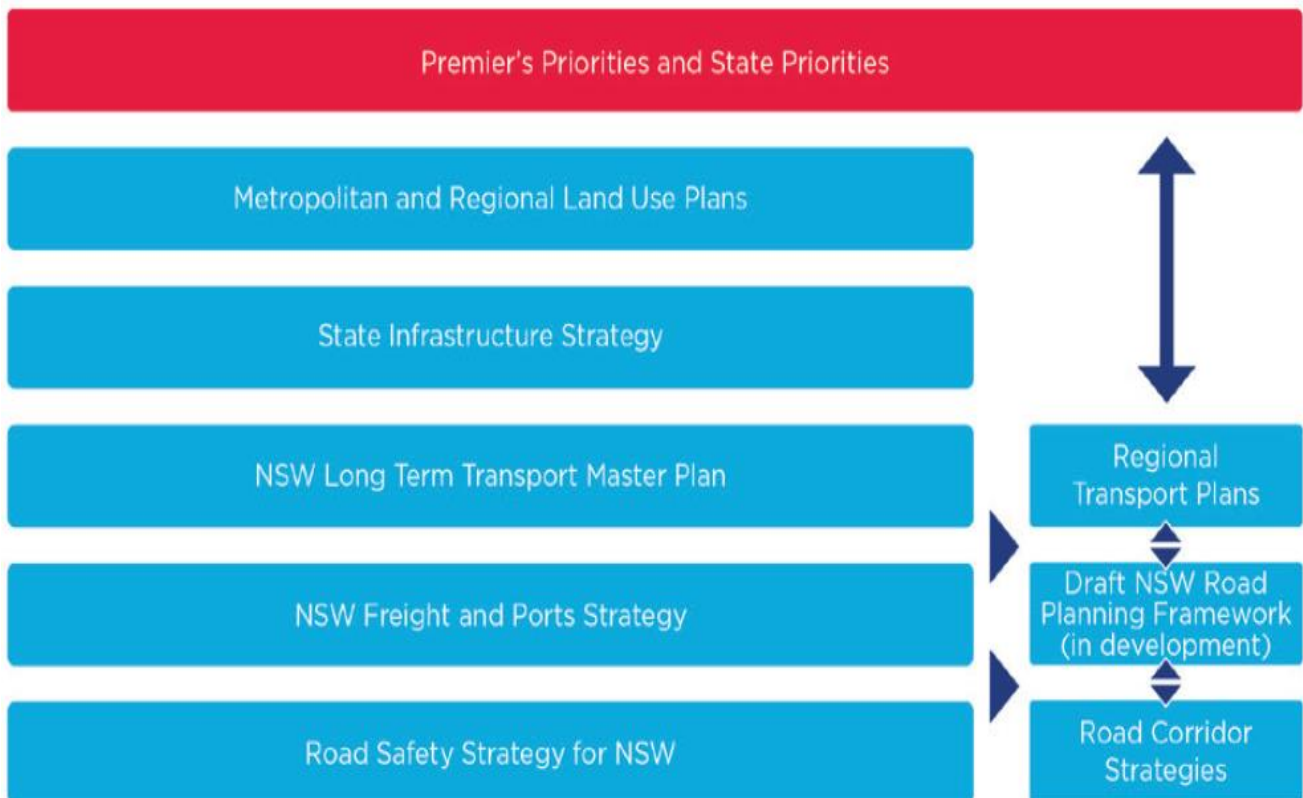 Premier's Priorities and State Priorities
Metropolitan and Regional Land Use Plans
State Infrastructure Strategy
NSW Long Term Transport Master Plan
Regional
Transport Plans
NSW Freight and Ports Strategy
Draft NSW Road
Planning Framework
(in development)
Road Safety Strategy for NSW
Road Corridor
Strategies